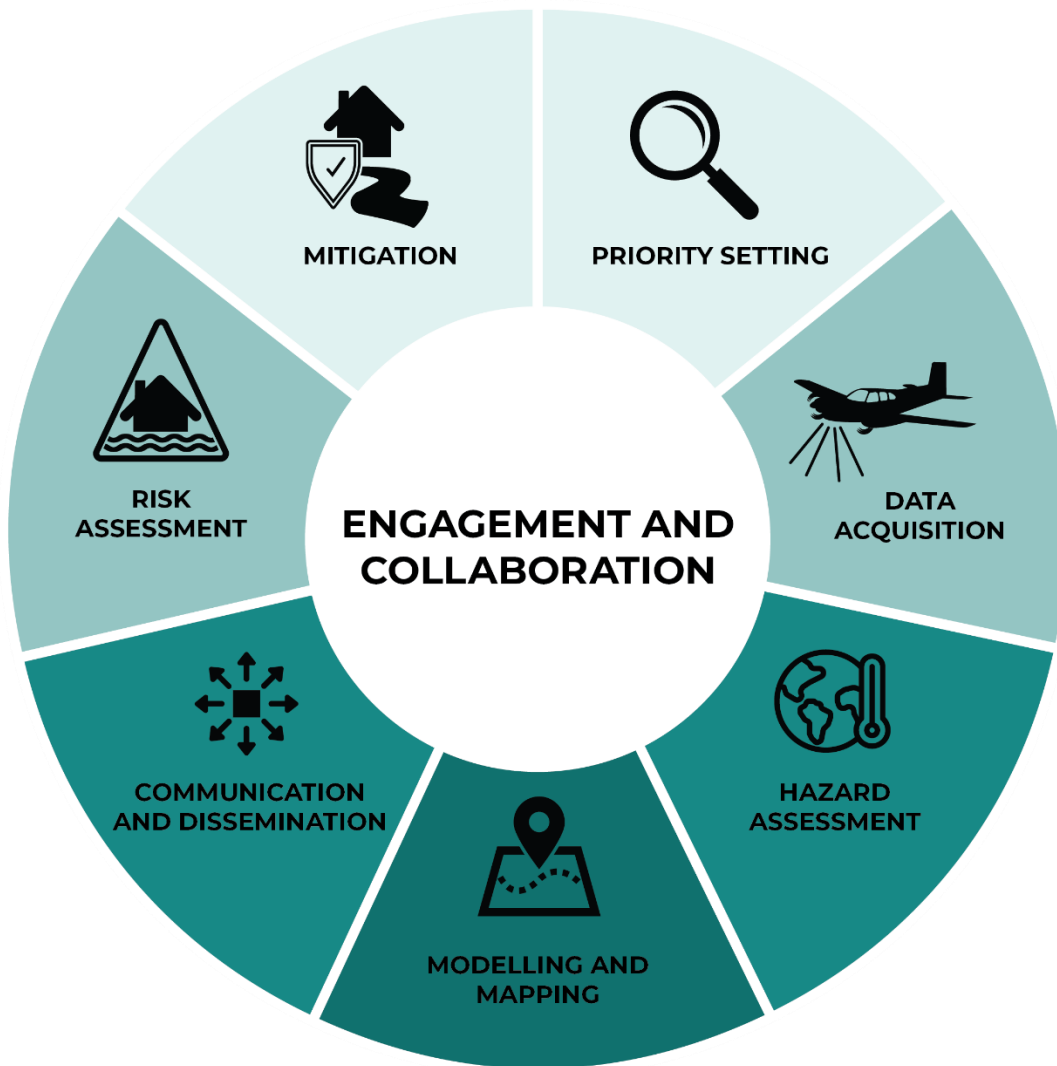 MITIGATION
PRIORITY SETTING
RISK
ASSESSMENT
DATA
ACQUISITION
ENGAGEMENT AND
COLLABORATION
COMMUNICATION
AND DISSEMINATION
HAZARD
ASSESSMENT
MODELLING AND
MAPPING